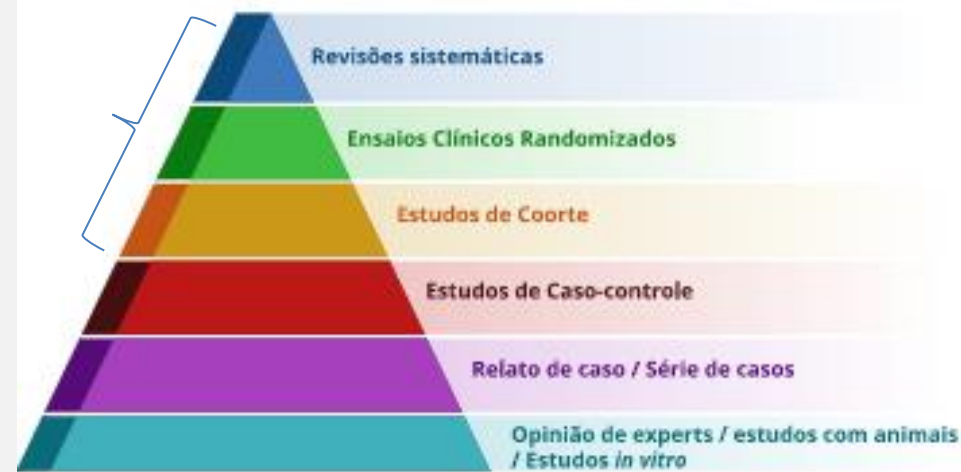 Revisões sistemáticas
Ensaios Clínicos Randomizados
Estudos de Coorte
Estudos de Caso-controle
Relato de caso / Série de casos
Opinião de experts / estudos com animais
/ Estudos in vitro